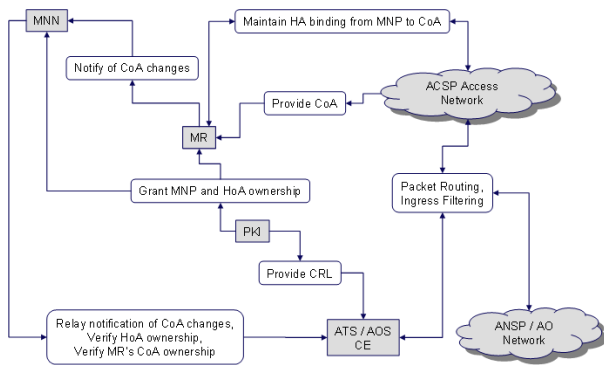 MNN
Maintain HA binding from MNP to CoA
Notify of CoA changes
ACSP Access
Network
Provide CoA
MR
Grant MNP and HoA ownership
Packet Routing,
Ingress Filtering
PKI
Provide CRL
Relay notification of CoA changes,
Verify HoA ownership,
Verify MR's CoA ownership
ATS / AOS
CE
ANSP / AO
Network